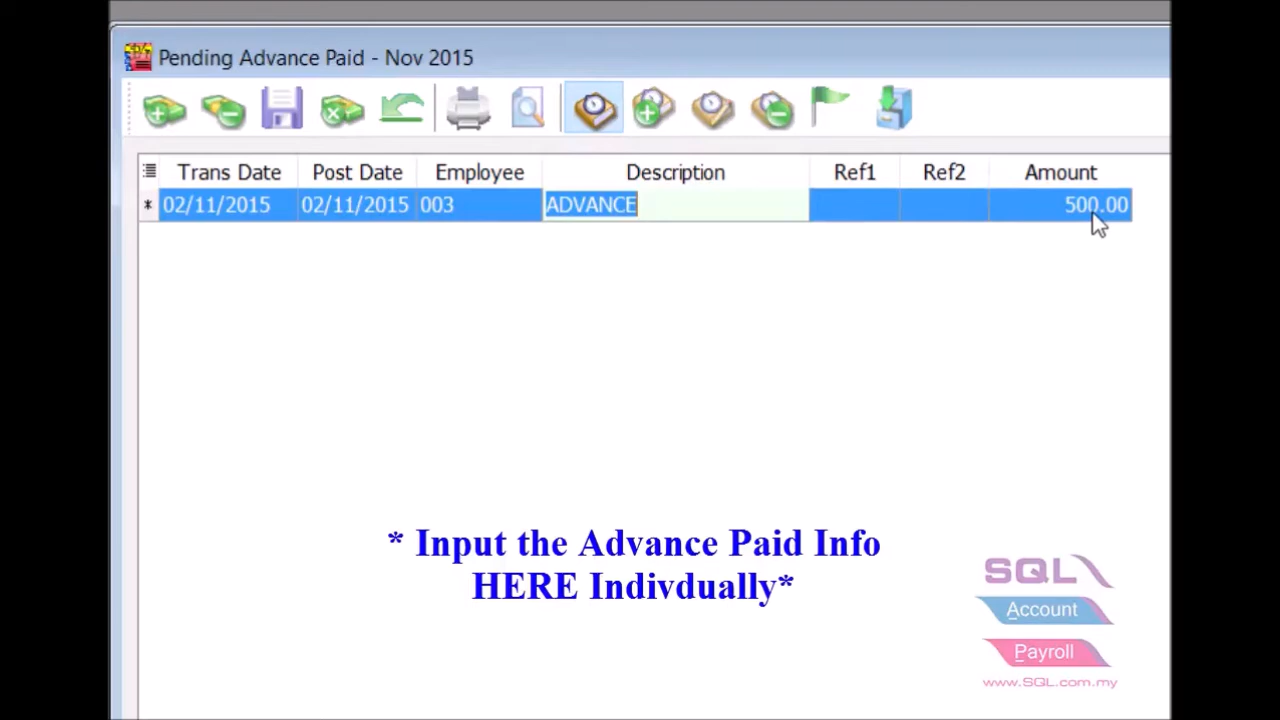 Pending Advance Paid - Nov 2015
Trans Date Post Date Employee Description Ref1 Ref2 Amount
* 02/11/2015 02/11/2015 003 ADVANCE 500.00
* Input the Advance Paid Info
HERE Indivdually*
SQL
Account
Payroll
www.SQL.com.my